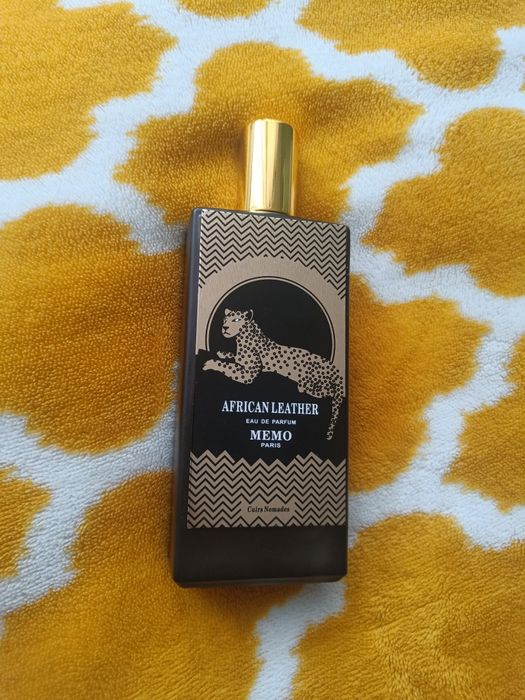 AFRICAN LEATHER
EAU DE PARFUM
MEMO
PARIS
Cuirs Nomades